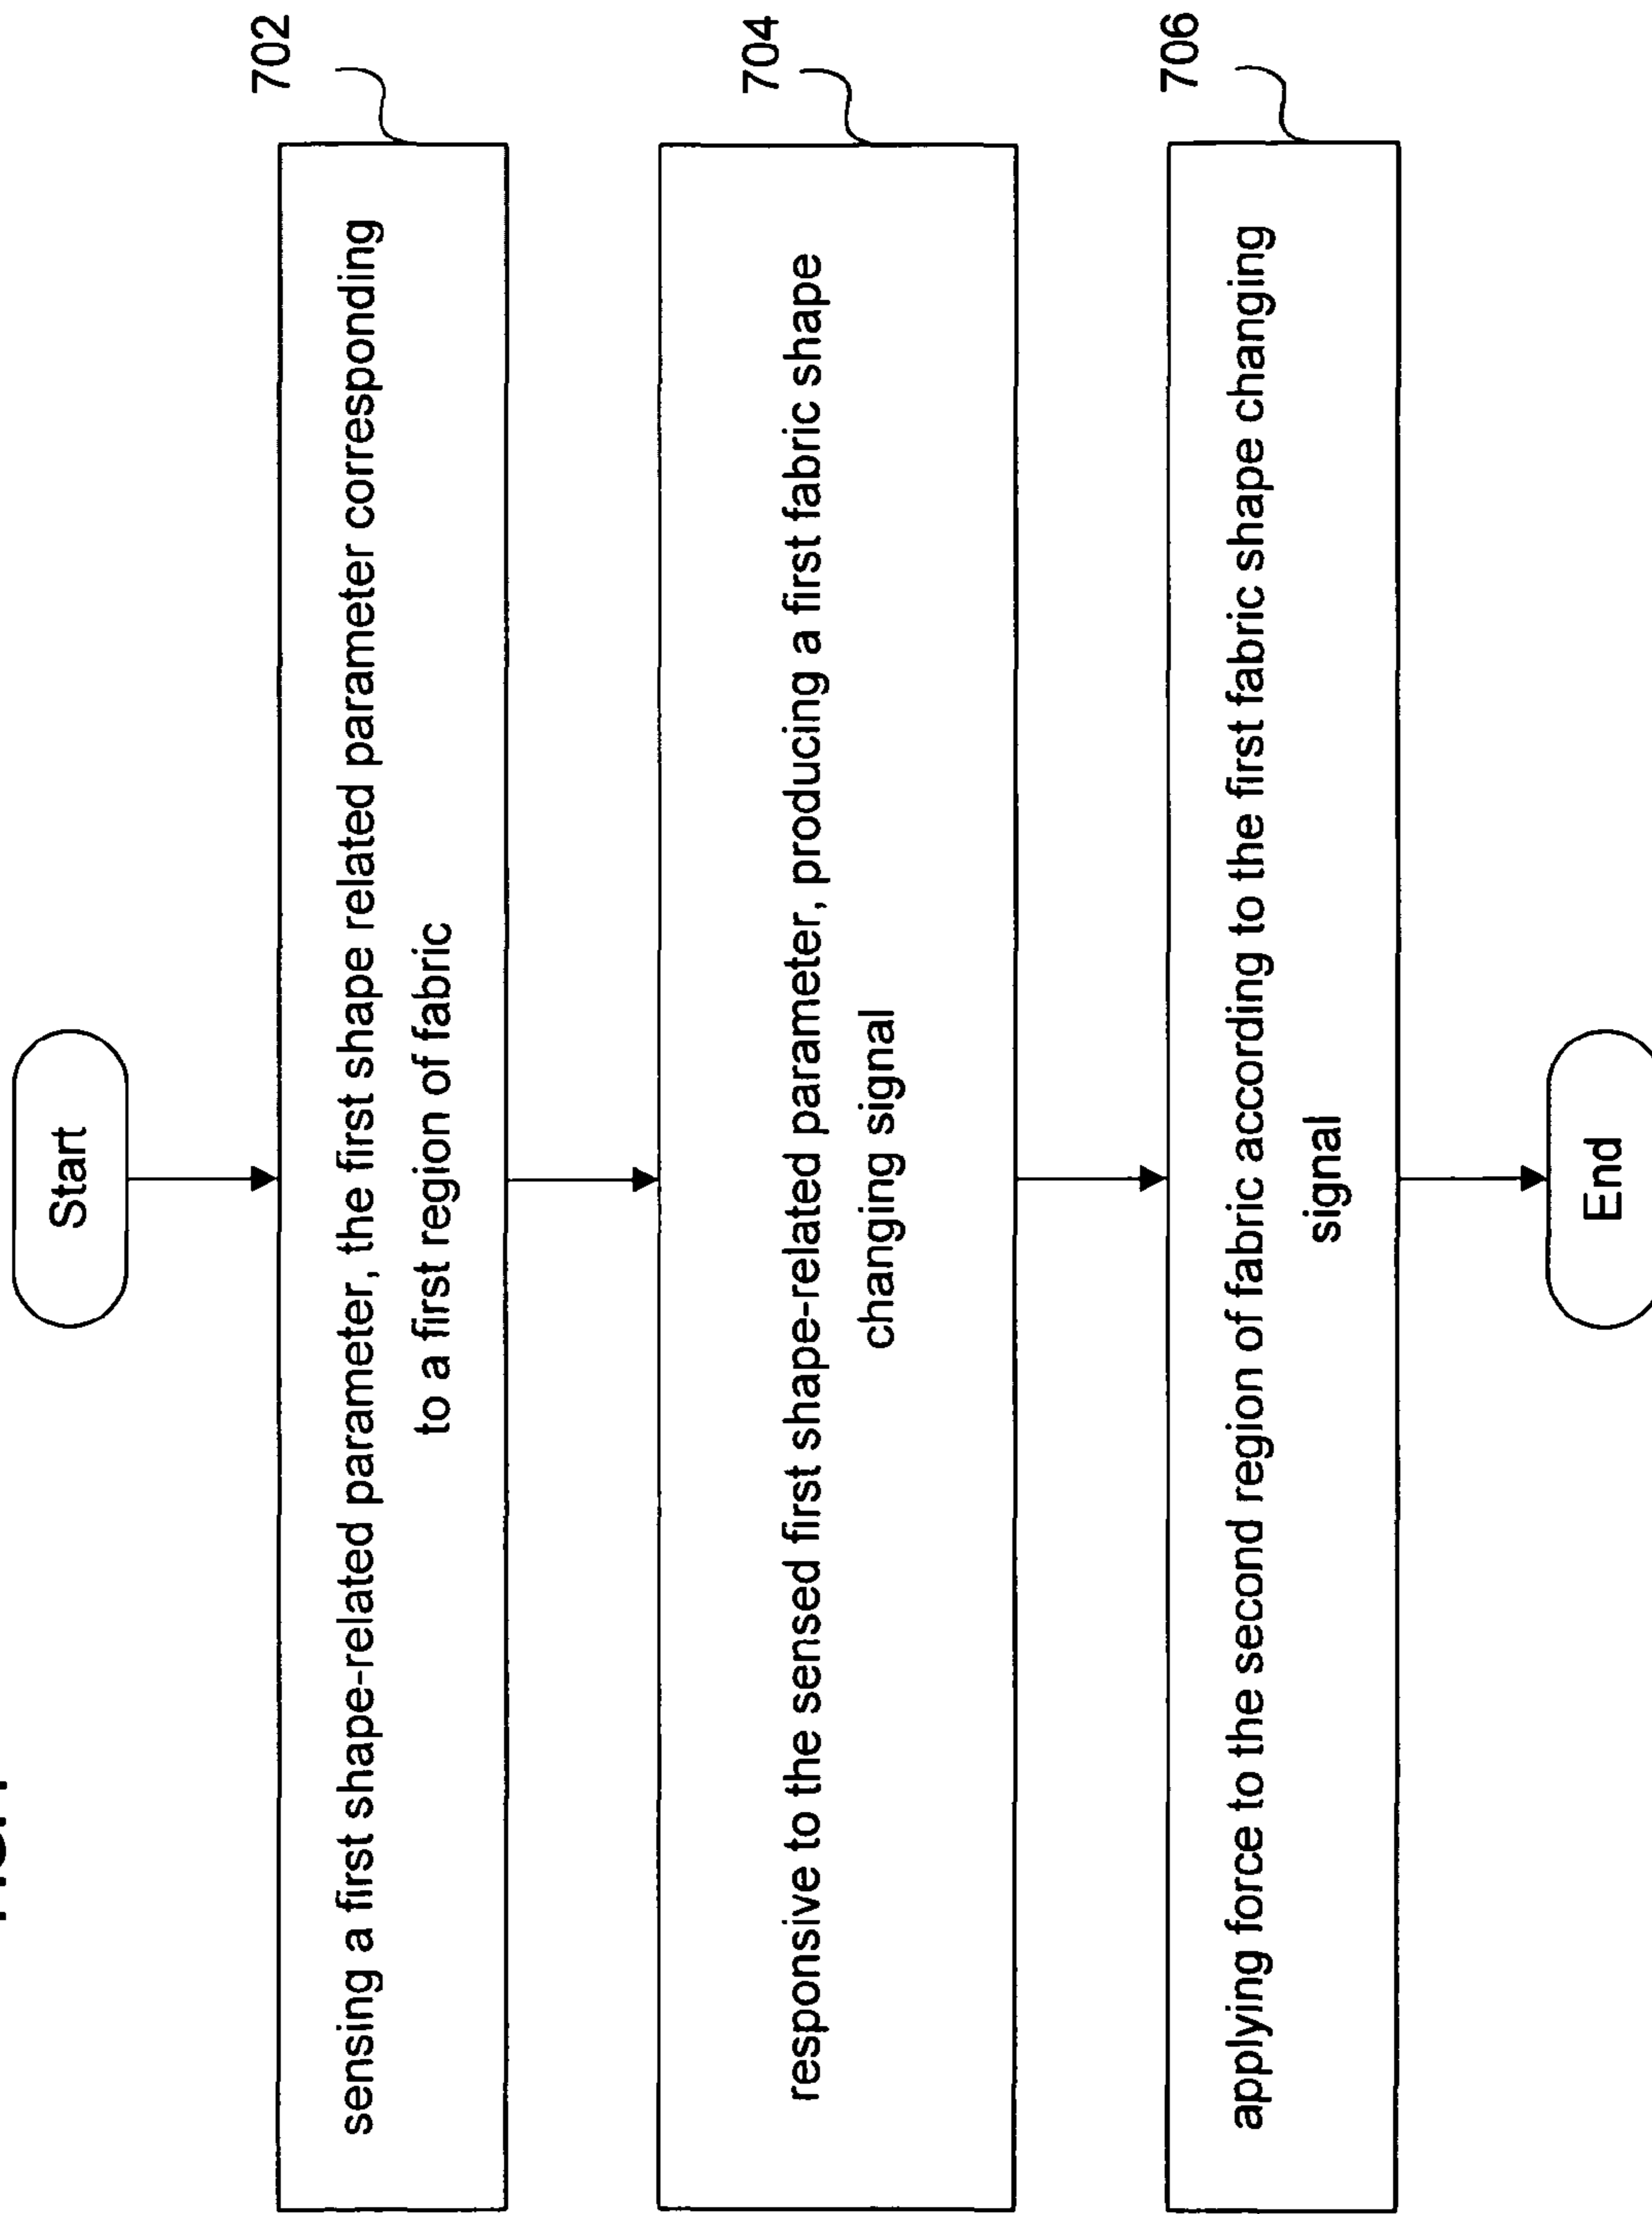 Start
702
sensing a first shape-related parameter, the first shape related parameter corresponding
to a first region of fabric
704
responsive to the sensed first shape-related parameter, producing a first fabric shape
changing signal
706
applying force to the second region of fabric according to the first fabric shape changing
signal
End